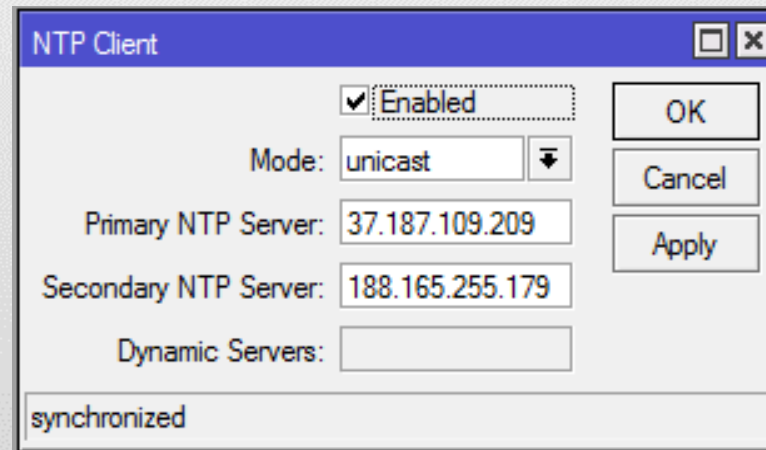 NTP Client
Enabled
OK
Mode: unicast
Cancel
Primary NTP Server: 37.187.109.209
Apply
Secondary NTP Server: 188.165.255.179
Dynamic Servers:
synchronized